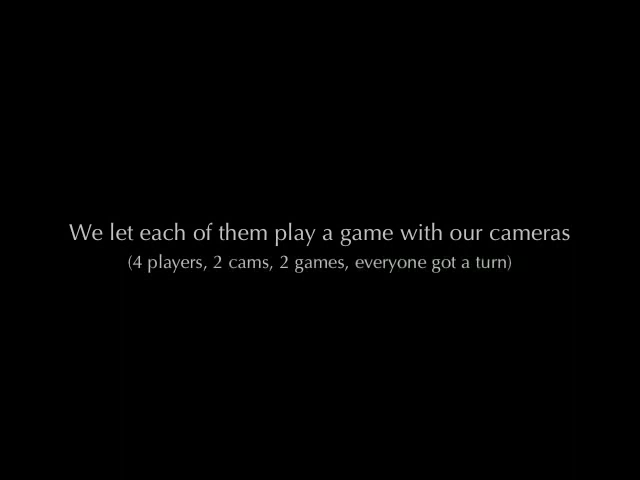 We let each of them play a game with our cameras
(4 players, 2 cams, 2 games, everyone got a turn)